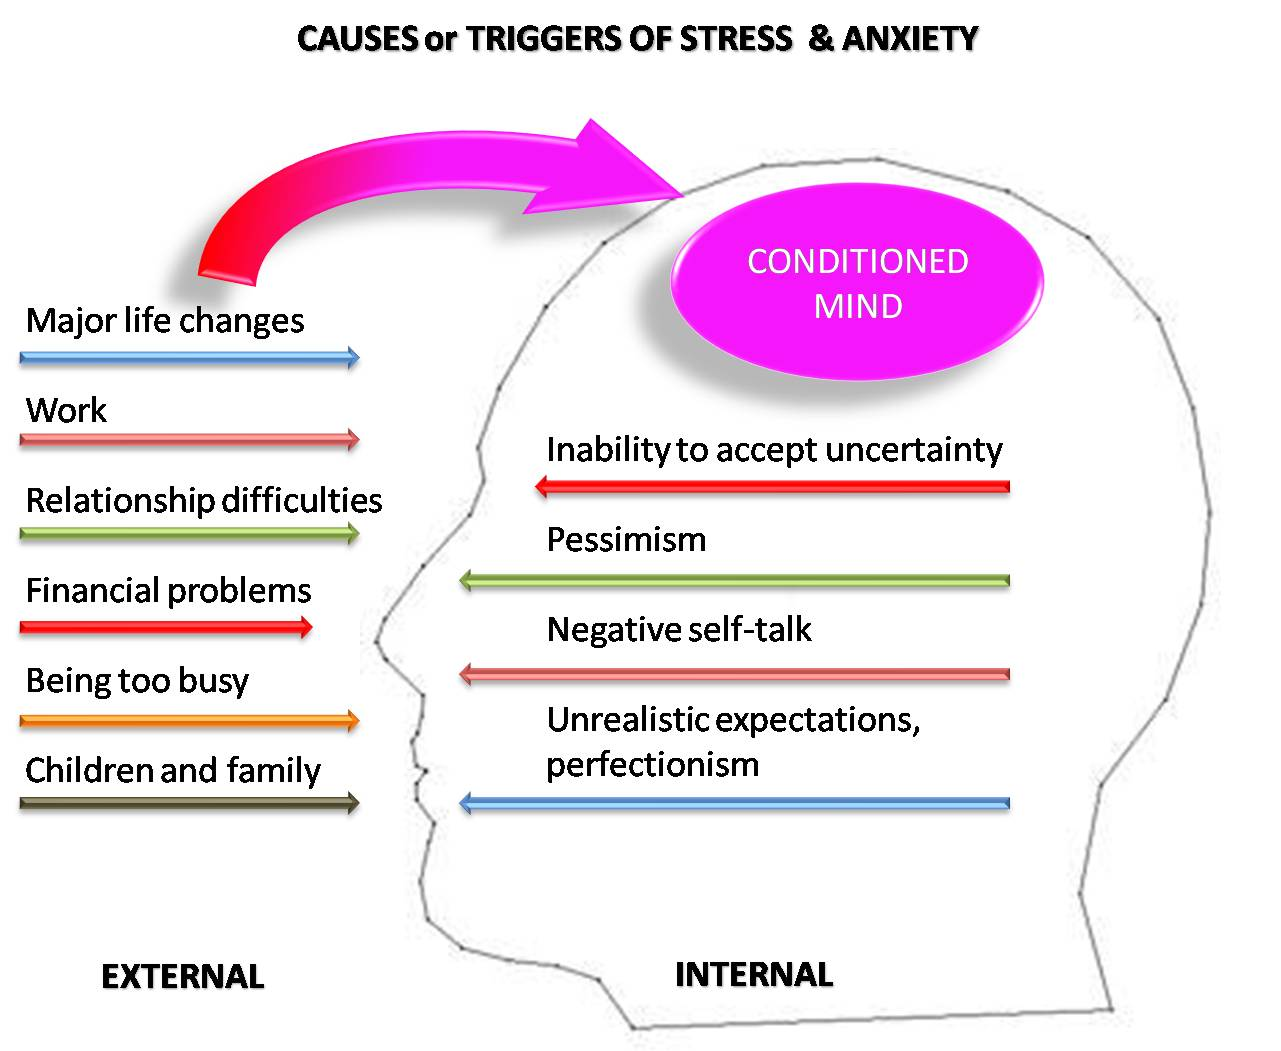 CAUSES or TRIGGERS OF STRESS & ANXIETY
CONDITIONED
MIND
Major life changes
Work
Relationship difficulties
Financial problems
Being too busy
Children and family
Inability to accept uncertainty
Pessimism
Negative self-talk
Unrealistic expectations,
perfectionism
EXTERNAL
INTERNAL